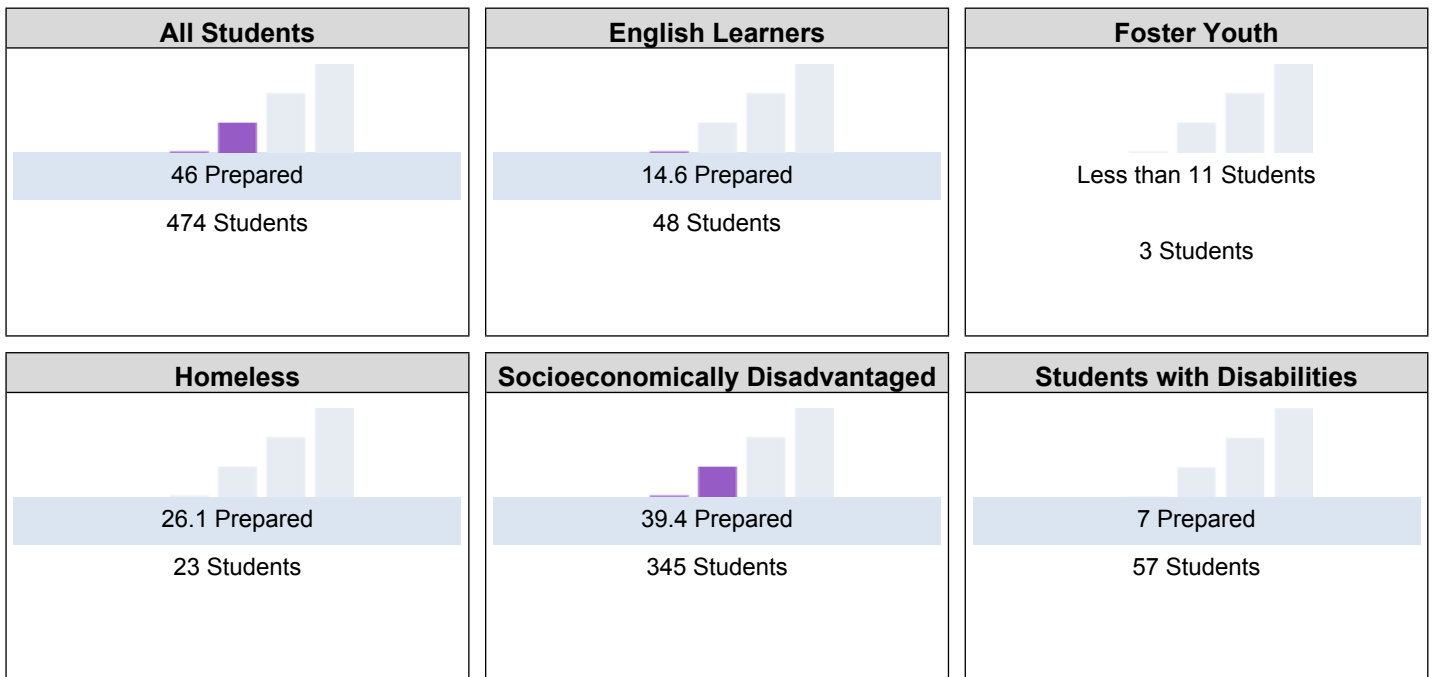 All Students
46 Prepared
474 Students
English Learners
14.6 Prepared
48 Students
Foster Youth
Less than 11 Students
3 Students
Homeless
26.1 Prepared
23 Students
Socioeconomically Disadvantaged
39.4 Prepared
345 Students
Students with Disabilities
7 Prepared
57 Students